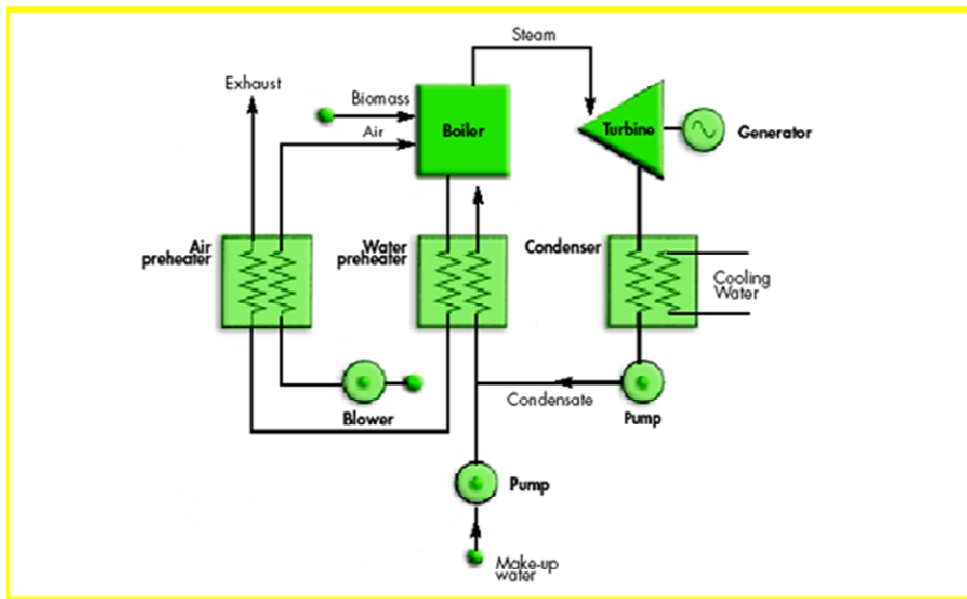 Steam
Exhaust
Biomass
Air
Boiler
Turbine
Generator
Air
preheater
Water
preheater
Condenser
Cooling
Water
Blower
Condensate
Pump
Pump
Make-up
water